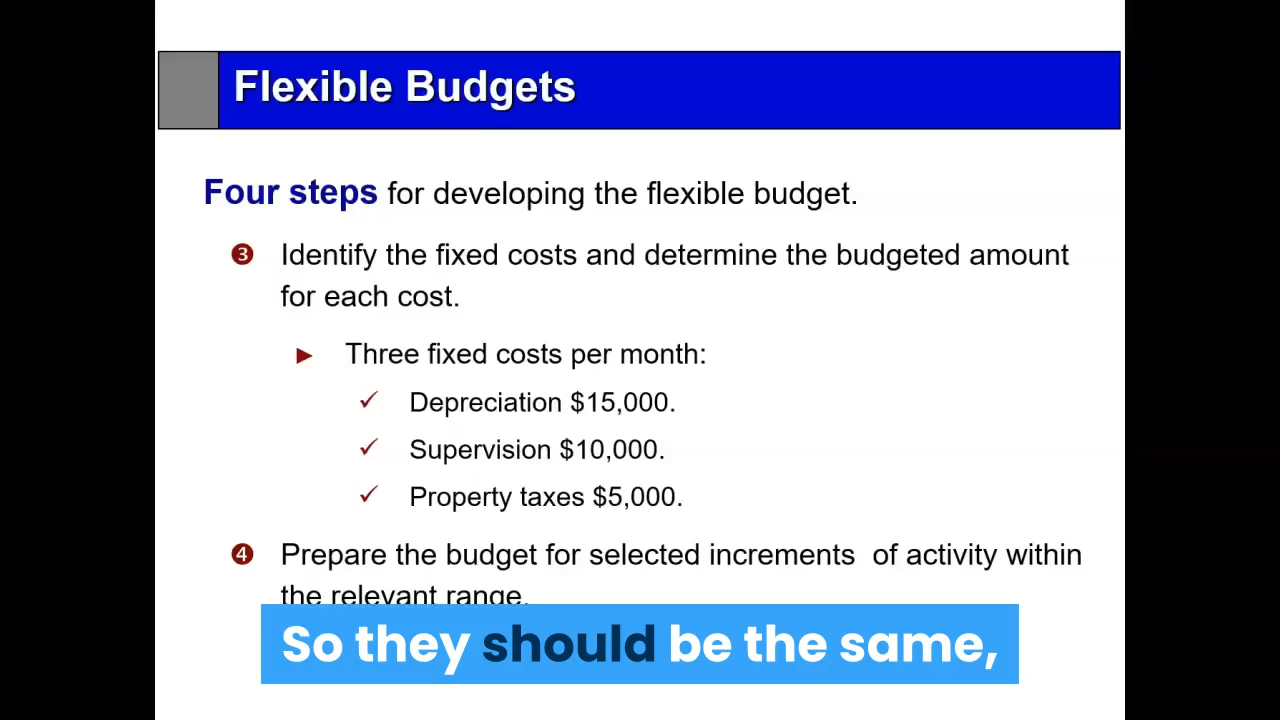 Flexible Budgets
Four steps for developing the flexible budget.
❸ Identify the fixed costs and determine the budgeted amount
for each cost.
► Three fixed costs per month:
✓ Depreciation $15,000.
✓ Supervision $10,000.
✓ Property taxes $5,000.
❹ Prepare the budget for selected increments of activity within
the relevant range.
So they should be the same,